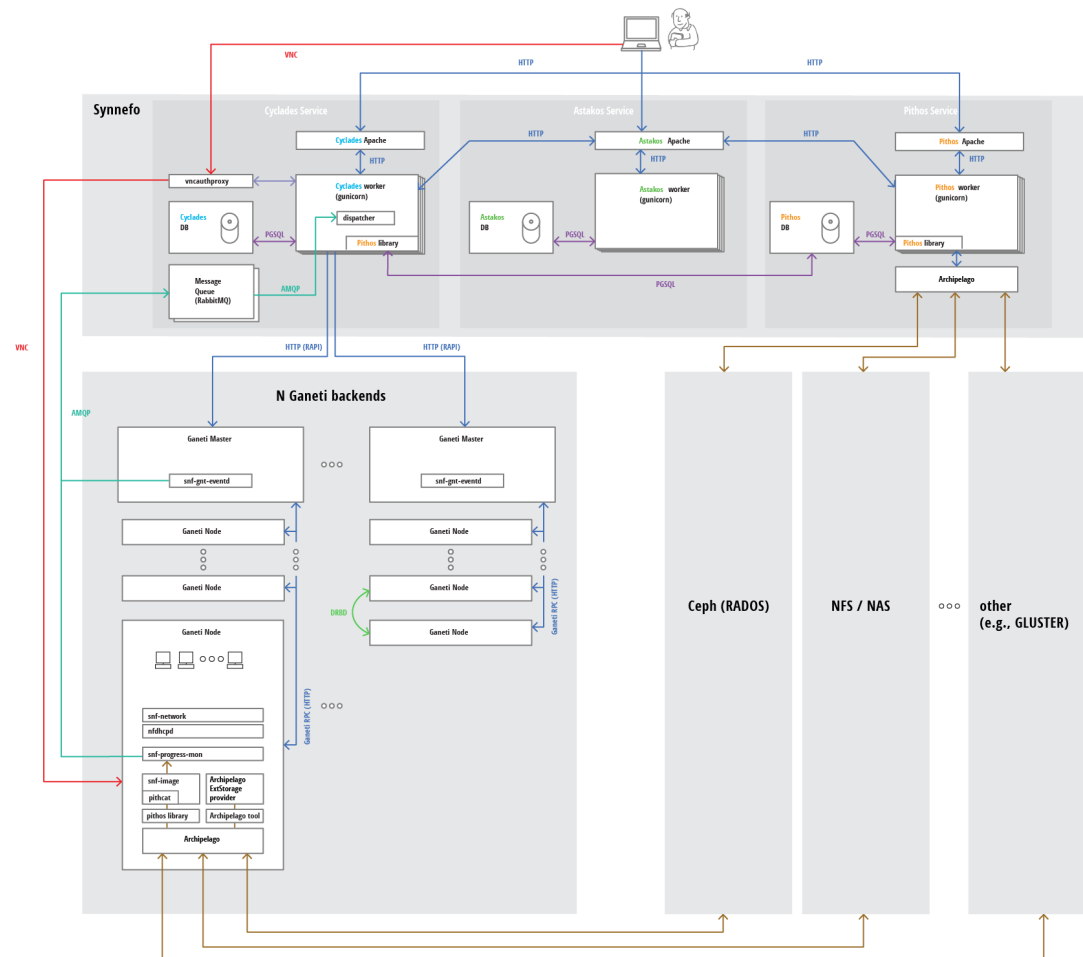 VNC
HTTP
HTTP
Synnefo
Cyclades Service
Astakos Service
Pithos Service
Cyclades Apache
HTTP
Astakos Apache
HTTP
Pithos Apache
HTTP
HTTP
HTTP
vncauthproxy
Cyclades worker
(gunicorn)
dispatcher
Pithos library
Astakos worker
(gunicorn)
Pithos worker
(gunicorn)
Pithos library
Cyclades
DB
PGSQL
Astakos
DB
PGSQL
Pithos
DB
PGSQL
Message
Queue
(RabbitMQ)
AMQP
PGSQL
Archipelago
VNC
HTTP (RAPI)
HTTP (RAPI)
N Ganeti backends
AMQP
Ganeti Master
snf-gnt-eventd
Ganeti Master
snf-gnt-eventd
Ganeti Node
Ganeti Node
Ganeti Node
Ganeti Node
DRBD
Ganeti Node
Ganeti RPC (HTTP)
Ganeti Node
Ganeti RPC (HTTP)
snf-network
nfdhcpd
snf-progress-mon
snf-image
pithcat
Archipelago
ExtStorage
provider
pithos library
Archipelago tool
Archipelago
Ceph (RADOS)
NFS / NAS
other
(e.g., GLUSTER)